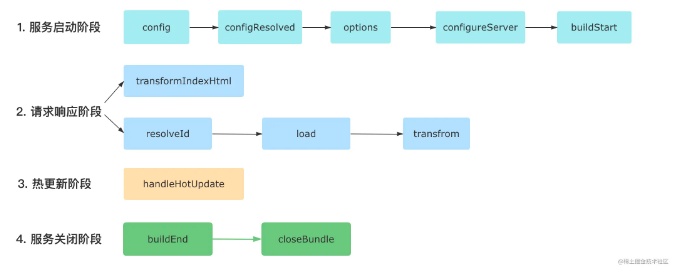 1. 服务启动阶段 config configResolved options configureServer buildStart
transformIndexHtml
2. 请求响应阶段
resolveId load transfrom
3. 热更新阶段 handleHotUpdate
4. 服务关闭阶段 buildEnd closeBundle
@稀土掘金技术社区